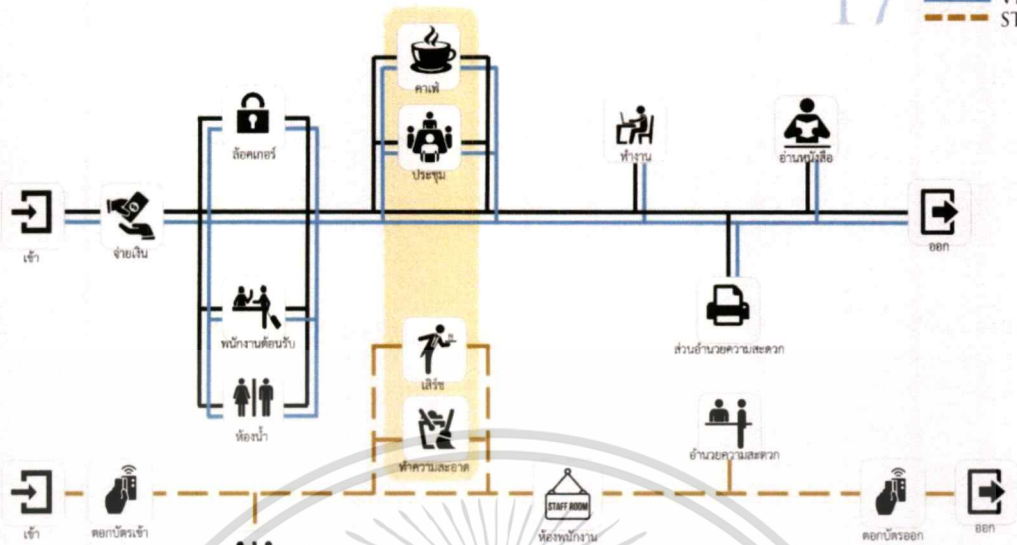 17
ST
คาเฟ่
ล้อคเกอร์
ประชุม
ทำงาน
อ่านหนังสือ
เข้า
จ่ายเงิน
ออก
พนักงานต้อนรับ
ส่วนอำนวยความสะดวก
เสิร์ช
ห้องน้ำ
ทำความสะอาด
อำนวยความสะดวก
STAFF ROOM
เข้า
ตอกบัตรเข้า
ห้องพนักงาน
ตอกบัตรออก
ออก